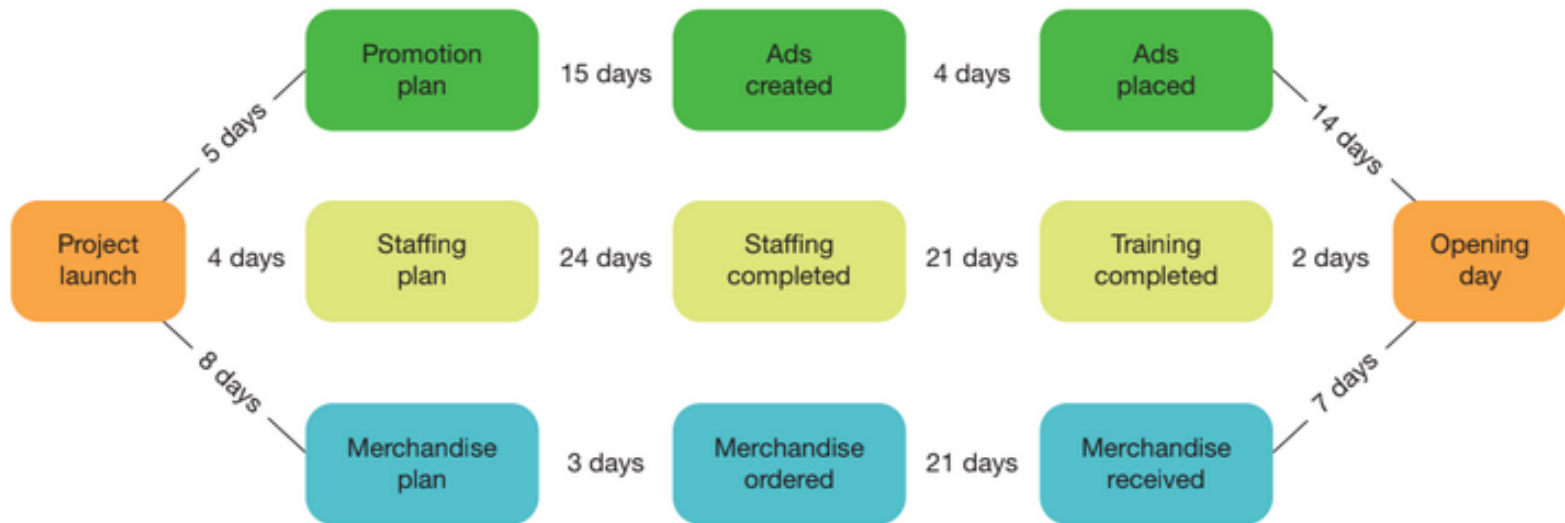 Promotion
plan
15 days
Ads
created
4 days
Ads
placed
5 days
14 days
Project
launch
4 days
Staffing
plan
24 days
Staffing
completed
21 days
Training
completed
2 days
Opening
day
8 days
7 days
Merchandise
plan
3 days
Merchandise
ordered
21 days
Merchandise
received